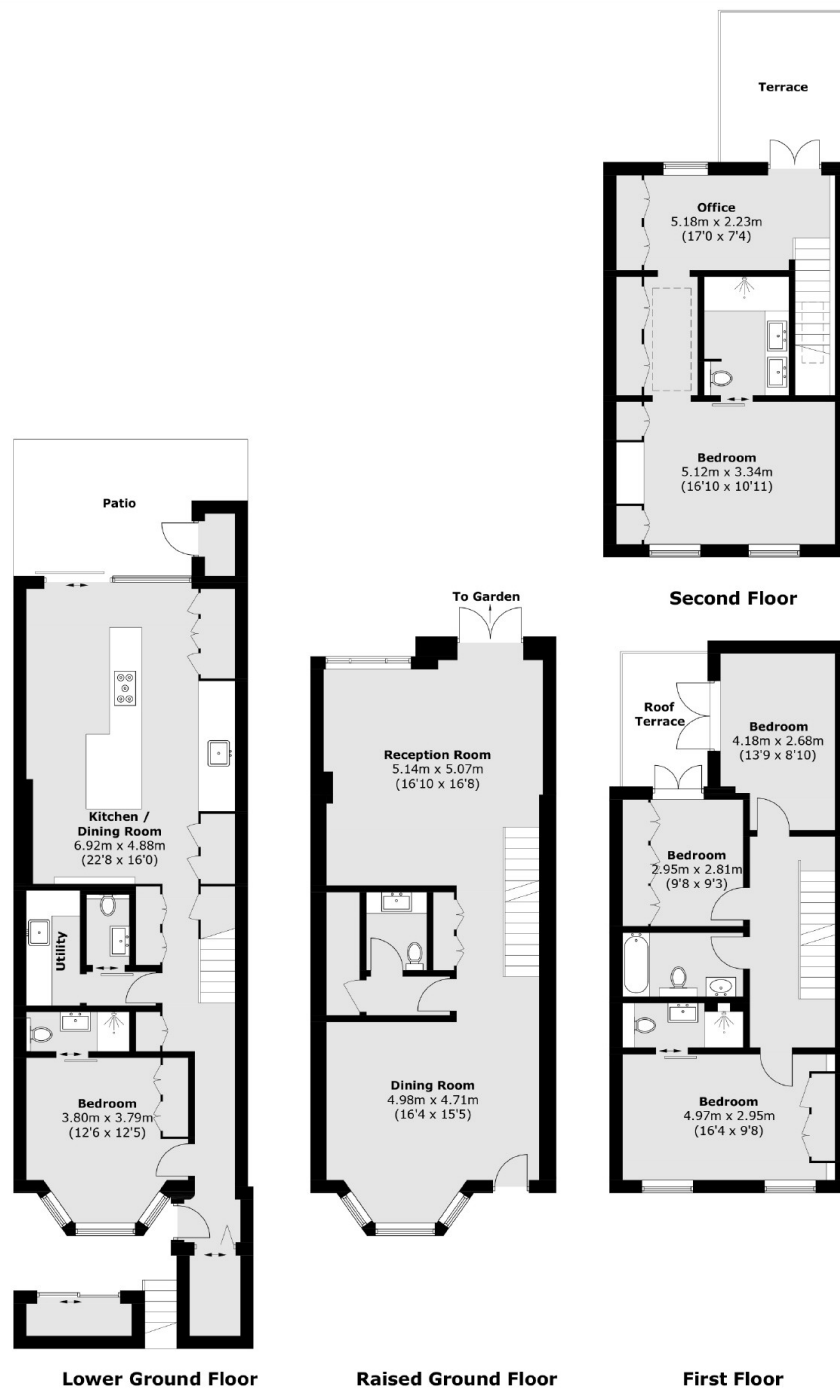 Terrace
Office
5.18m x 2.23m
(17'0 x 7'4)
Bedroom
5.12m x 3.34m
(16'10 x 10'11)
Second Floor
Patio
Kitchen /
Dining Room
6.92m x 4.88m
(22'8 x 16'0)
Utility
Bedroom
3.80m x 3.79m
(12'6 x 12'5)
Lower Ground Floor
To Garden
Reception Room
5.14m x 5.07m
(16'10 x 16'8)
Dining Room
4.98m x 4.71m
(16'4 x 15'5)
Raised Ground Floor
Roof
Terrace
Bedroom
4.18m x 2.68m
(13'9 x 8'10)
Bedroom
2.95m x 2.81m
(9'8 x 9'3)
Bedroom
4.97m x 2.95m
(16'4 x 9'8)
First Floor